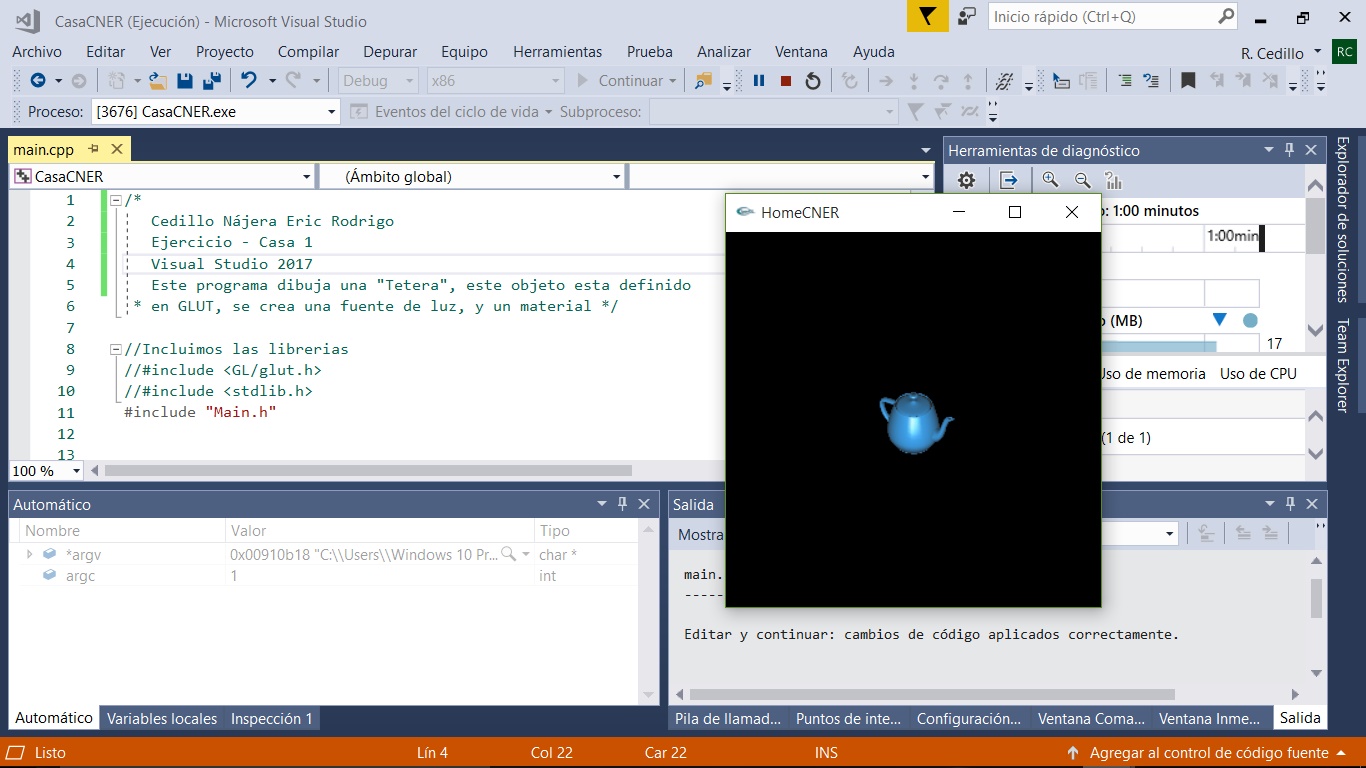 CasaCNER (Ejecución) - Microsoft Visual Studio
Inicio rápido (Ctrl+Q)
Archivo Editar Ver Proyecto Compilar Depurar Equipo Herramientas Prueba Analizar Ventana Ayuda
R. Cedillo RC
Debug x86 Continuar
Proceso: [3676] CasaCNER.exe Eventos del ciclo de vida Subproceso:
main.cpp
CasaCNER (Ámbito global)
1 /*
2 Cedillo Nájera Eric Rodrigo
3 Ejercicio - Casa 1
4 Visual Studio 2017
5 Este programa dibuja una "Tetera", este objeto esta definido
6 * en GLUT, se crea una fuente de luz, y un material */
7
8 //Incluimos las librerias
9 //#include <GL/glut.h>
10 //#include <stdlib.h>
11 #include "Main.h"
12
13
100 %
HomeCNER
Herramientas de diagnóstico
o: 1:00 minutos
1:00min
o (MB)
17
Uso de memoria Uso de CPU
(1 de 1)
Explorador de soluciones
Team Explorer
Automático
Nombre Valor Tipo
*argv 0x00910b18 "C:\\Users\\Windows 10 Pr... char *
argc 1 int
Automático Variables locales Inspección 1
Salida
Mostra
main.
-----
Editar y continuar: cambios de código aplicados correctamente.
Pila de llamad... Puntos de inte... Configuración... Ventana Coma... Ventana Inme... Salida
Listo Lín 4 Col 22 Car 22 INS Agregar al control de código fuente